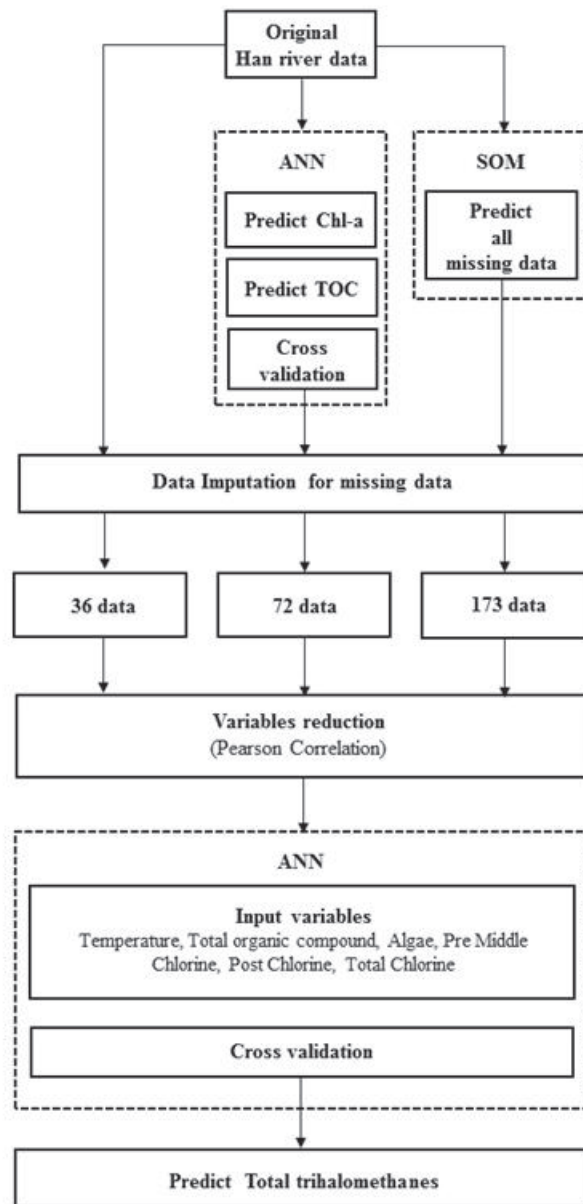 Original
Han river data
ANN
SOM
Predict Chl-a
Predict
all
missing data
Predict TOC
Cross
validation
Data Imputation for missing data
36 data
72 data
173 data
Variables reduction
(Pearson Correlation)
ANN
Input variables
Temperature, Total organic compound, Algae, Pre Middle
Chlorine, Post Chlorine, Total Chlorine
Cross validation
Predict Total trihalomethanes